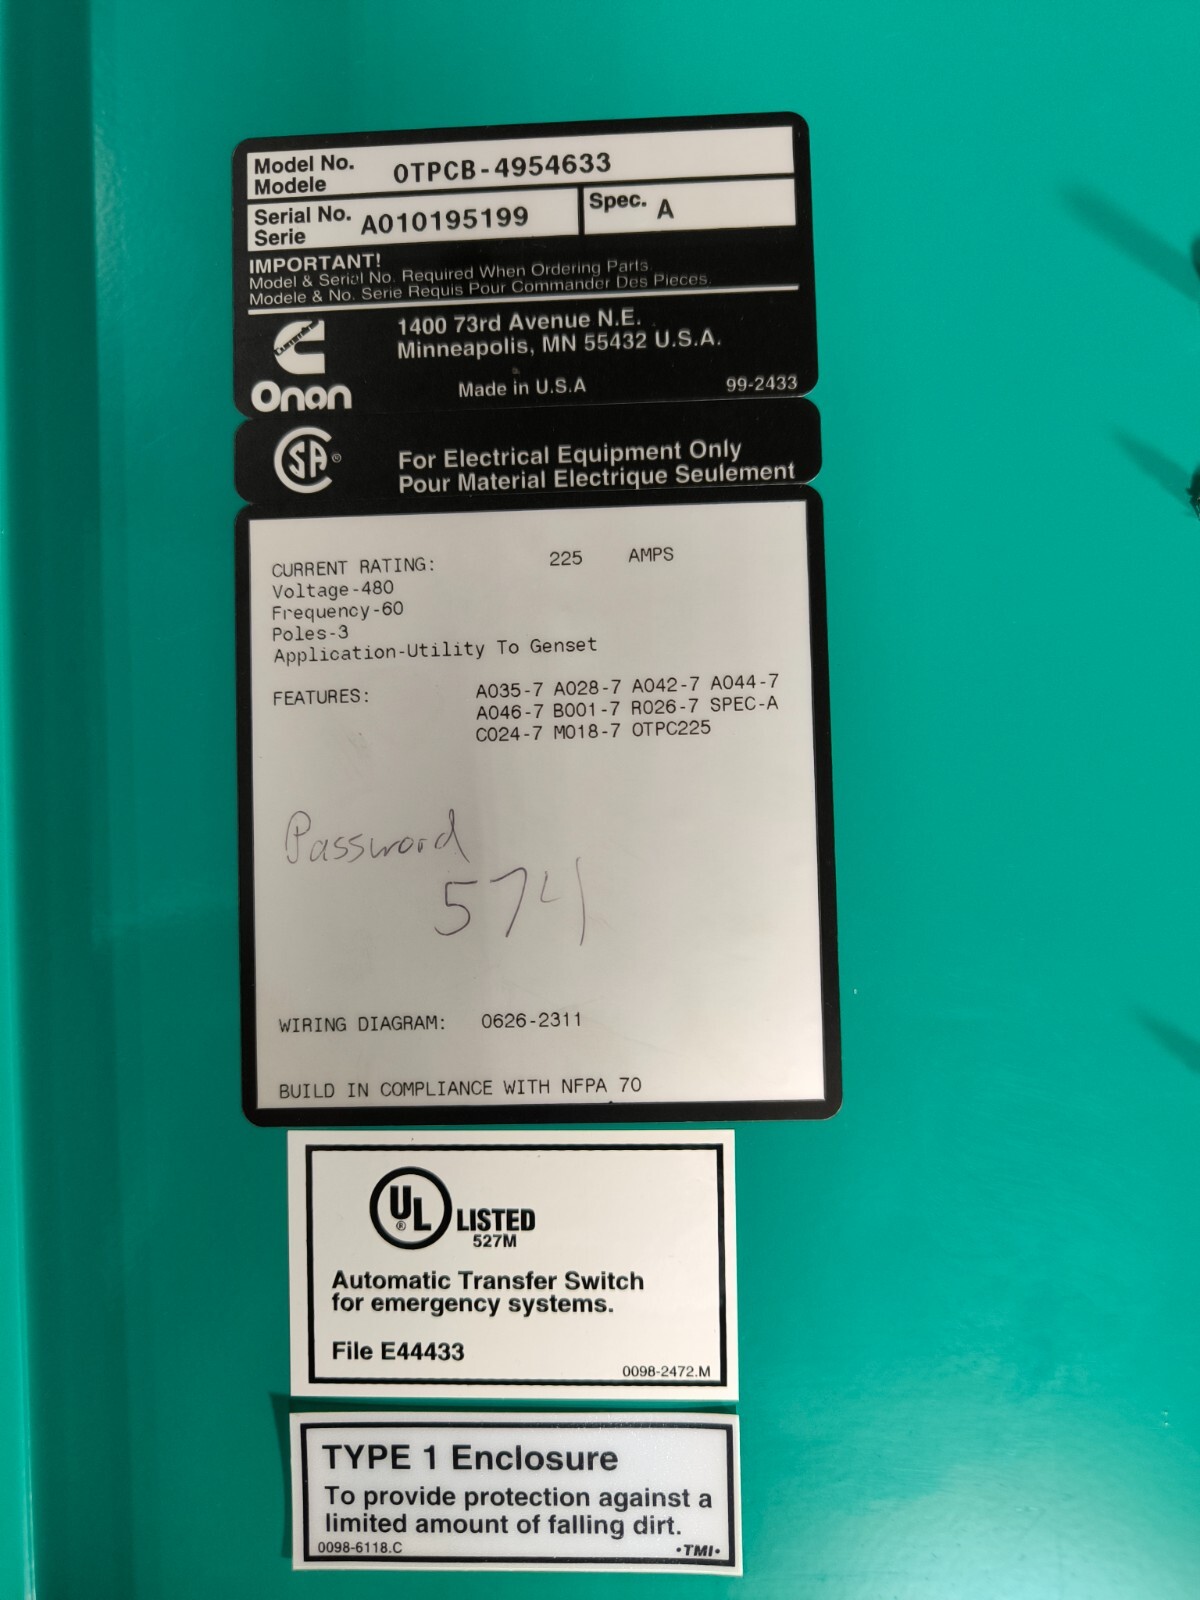 Model No.
Modele
OTPCB-4954633
Serial No.
Serie
A010195199
Spec. A
IMPORTANT!
Model & Serial No. Required When Ordering Parts.
Modele & No. Serie Requis Pour Commander Des Pieces.
Cummins
Onan
1400 73rd Avenue N.E.
Minneapolis, MN 55432 U.S.A.
Made in U.S.A
99-2433
SA ®
For Electrical Equipment Only
Pour Material Electrique Seulement
CURRENT RATING: 225 AMPS
Voltage-480
Frequency-60
Poles-3
Application-Utility To Genset
FEATURES: A035-7 A028-7 A042-7 A044-7
A046-7 B001-7 R026-7 SPEC-A
C024-7 M018-7 OTPC225
Password
574
WIRING DIAGRAM: 0626-2311
BUILD IN COMPLIANCE WITH NFPA 70
UL ® LISTED
527M
Automatic Transfer Switch
for emergency systems.
File E44433
0098-2472.M
TYPE 1 Enclosure
To provide protection against a
limited amount of falling dirt.
0098-6118.C
•TMI•